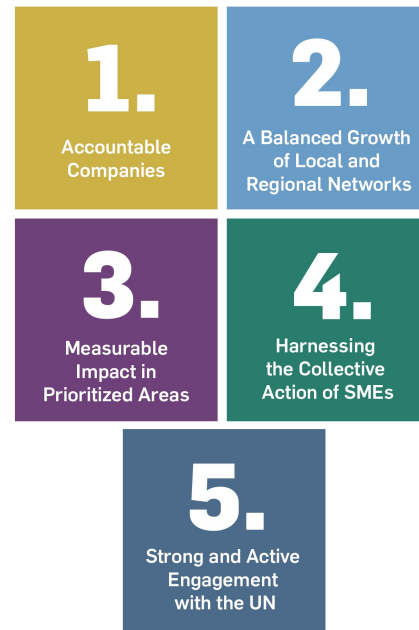 1.
Accountable
Companies
2.
A Balanced Growth
of Local and
Regional Networks
3.
Measurable
Impact in
Prioritized Areas
4.
Harnessing
the Collective
Action of SMEs
5.
Strong and Active
Engagement
with the UN